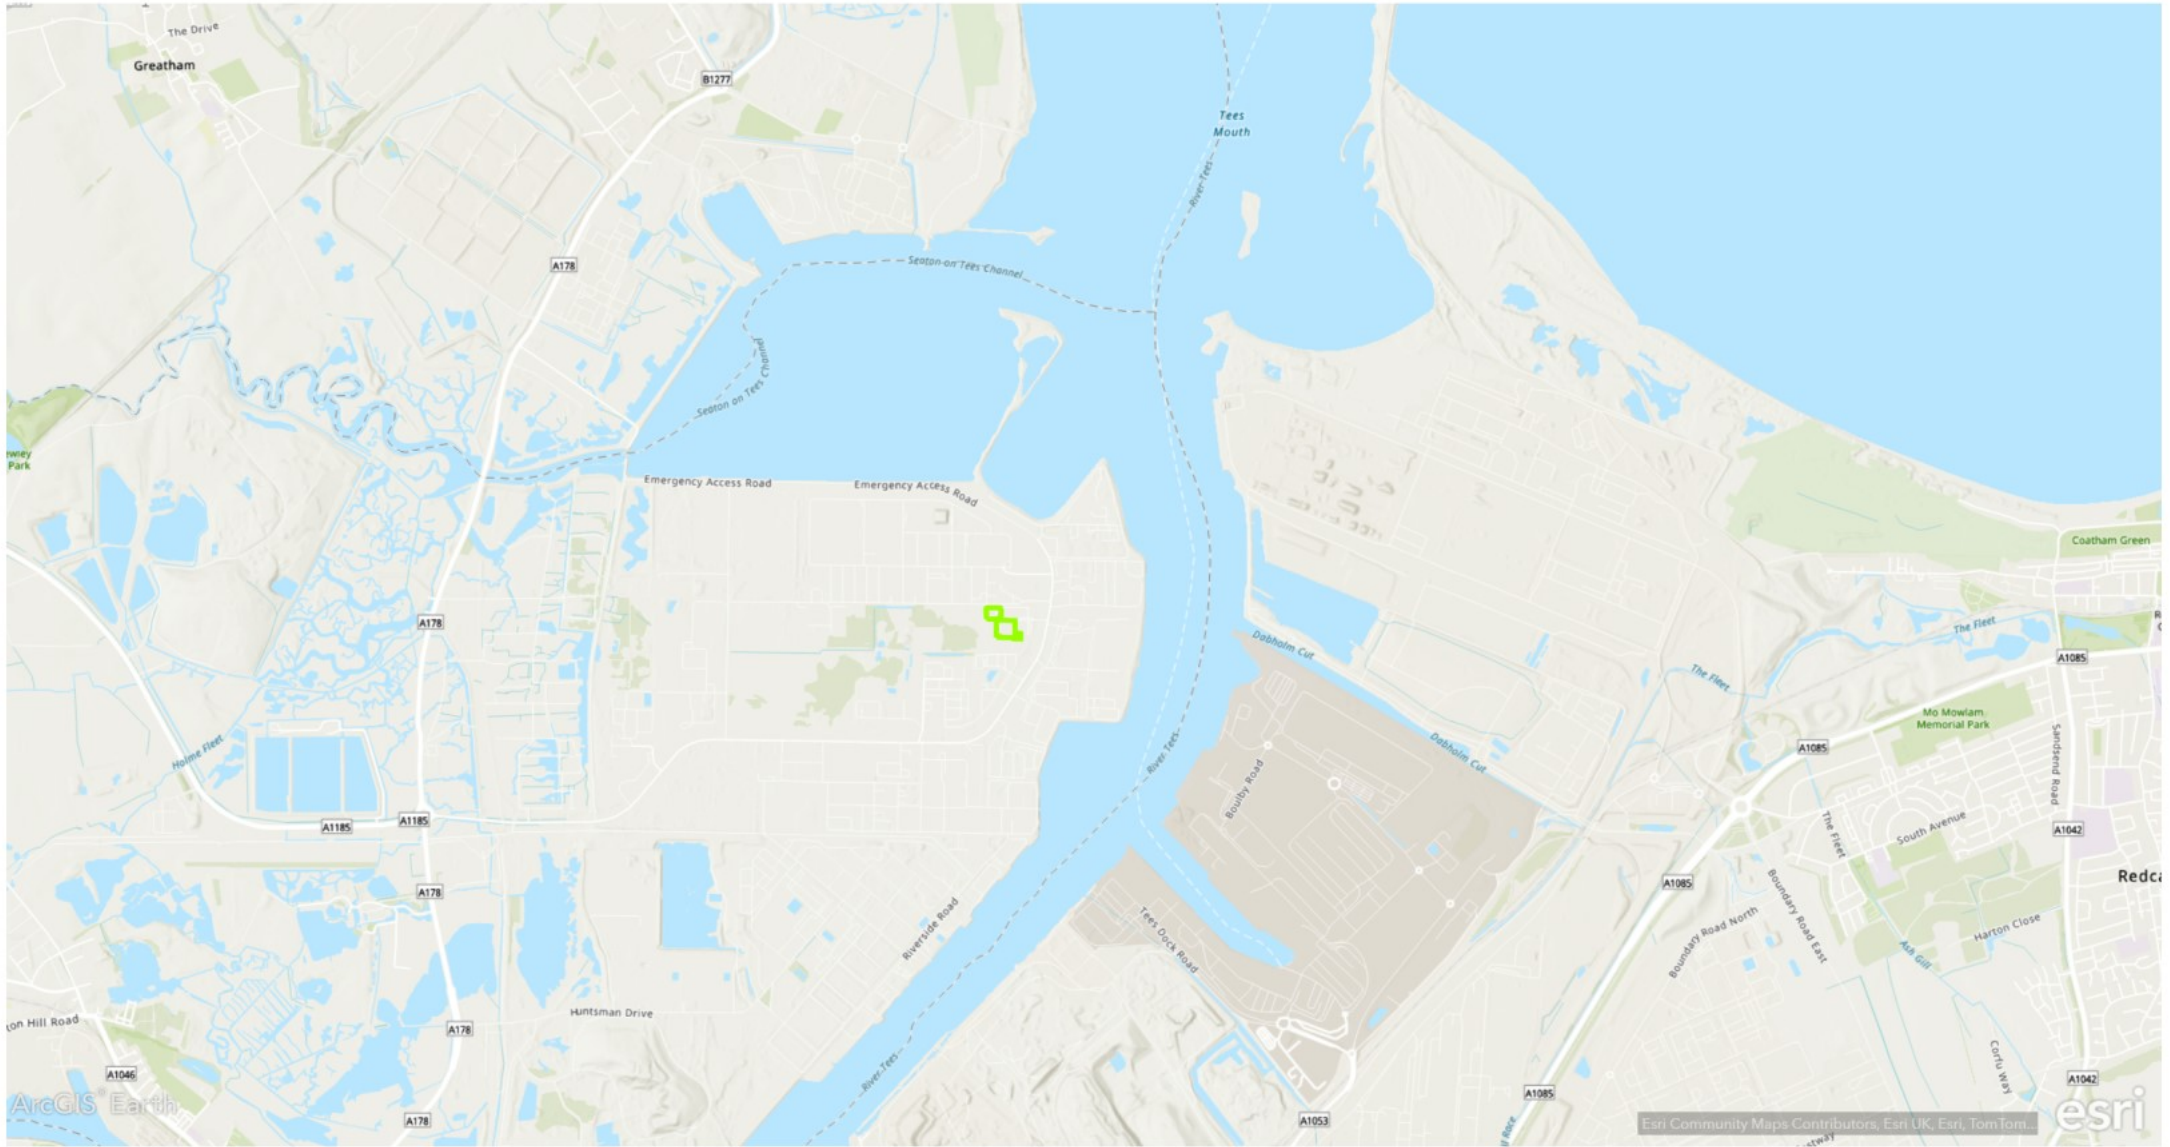 The Drive
Greatham
B1277
Tees
Mouth
River Tees
A178
Seaton on Tees Channel
Seaton on Tees Channel
ewley
Park
Emergency Access Road
Emergency Access Road
Coatham Green
A178
The Fleet
Dabholm Cut
A1085
The Fleet
Mo Mowlam
Memorial Park
Holme Fleet
River Tees
Dabholm Cut
A1085
Sandsend Road
Boulby Road
A1185
A1185
The Fleet
South Avenue
A1042
A178
A1085
Redca
Riverside Road
Tees Dock Road
Boundary Road North
Boundary Road East
Harton Close
Ash Gill
ton Hill Road
Huntsman Drive
A178
A1046
River Tees
Corfu Way
A1042
A1085
ArcGIS Earth
A178
A1053
Esri Community Maps Contributors, Esri UK, Esri, TomTom...
esri